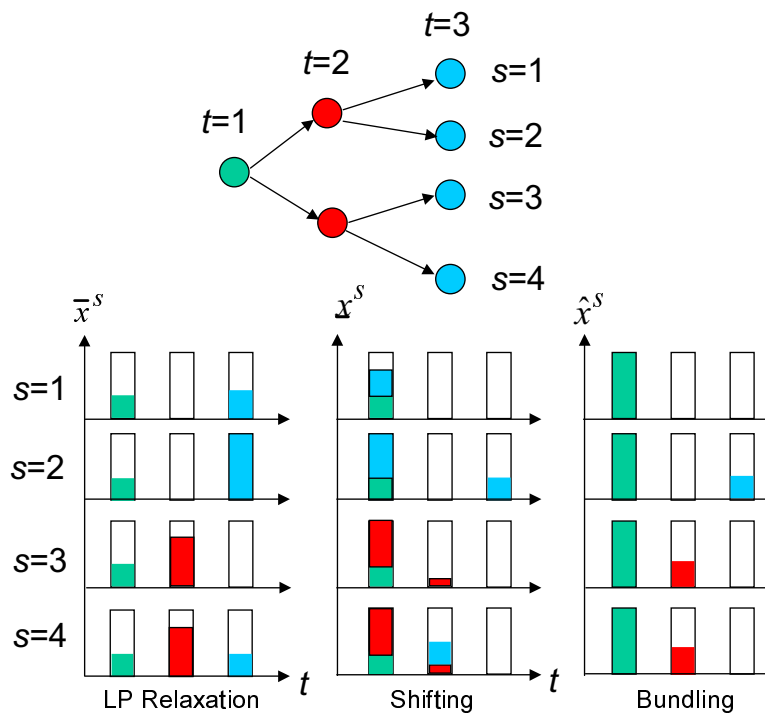 t=3
t=2
s=1
t=1
s=2
s=3
s=4
x̄ˢ
x̲ˢ
x̂ˢ
s=1
s=2
s=3
s=4
t
t
LP Relaxation
Shifting
Bundling